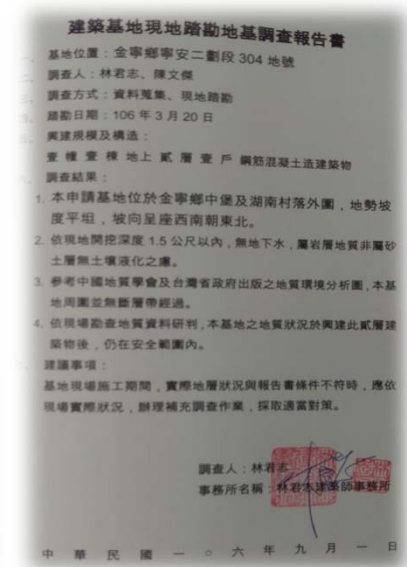 建築基地現地踏勘地基調查報告書
一、基地位置：金寧鄉寧安二劃段 304 地號
二、調查人：林君志、陳文傑
三、調查方式：資料蒐集、現地踏勘
四、踏勘日期：106 年 3 月 20 日
五、興建規模及構造：
壹幢壹棟地上貳層壹戶 鋼筋混凝土造建築物
六、調查結果：
1. 本申請基地位於金寧鄉中堡及湖南村落外圍，地勢坡
度平坦，坡向呈座西南朝東北。
2. 依現地開挖深度 1.5 公尺以內，無地下水，屬岩層地質非屬砂
土層無土壤液化之慮。
3. 參考中國地質學會及台灣省政府出版之地質環境分析圖，本基
地周圍並無斷層帶經過。
4. 依現場勘查地質資料研判，本基地之地質狀況於興建此貳層建
築物後，仍在安全範圍內。
建議事項：
基地現場施工期間，實際地層狀況與報告書條件不符時，應依
現場實際狀況，辦理補充調查作業，採取適當對策。
調查人：林君志
事務所名稱：林君志建築師事務所
中華民國一○六年九月一日